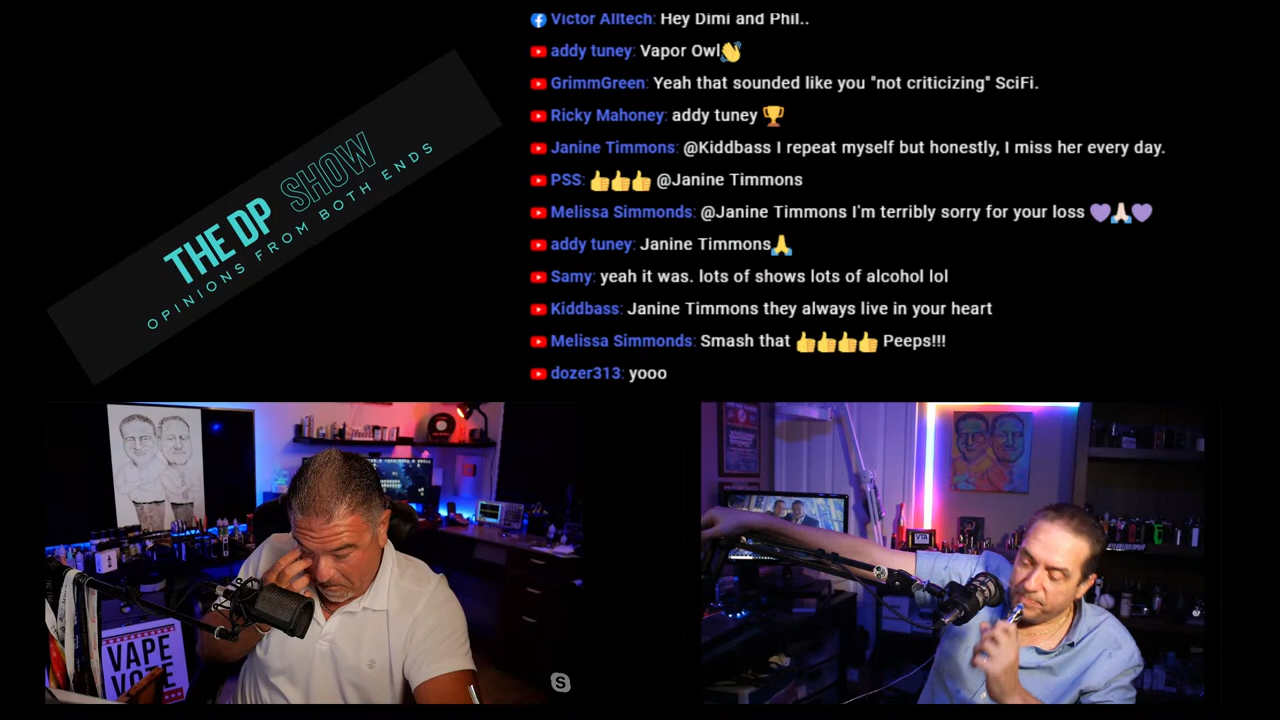 Victor Alltech: Hey Dimi and Phil..
addy tuney: Vapor Owl👋
GrimmGreen: Yeah that sounded like you "not criticizing" SciFi.
Ricky Mahoney: addy tuney 🏆
Janine Timmons: @Kiddbass I repeat myself but honestly, I miss her every day.
PSS: 👍👍👍 @Janine Timmons
Melissa Simmonds: @Janine Timmons I'm terribly sorry for your loss 💜🙏🏻💜
addy tuney: Janine Timmons🙏
Samy: yeah it was. lots of shows lots of alcohol lol
Kiddbass: Janine Timmons they always live in your heart
Melissa Simmonds: Smash that 👍👍👍👍 Peeps!!!
dozer313: yooo
THE DP SHOW
OPINIONS FROM BOTH ENDS
VAPE
VOTE
S
VTA